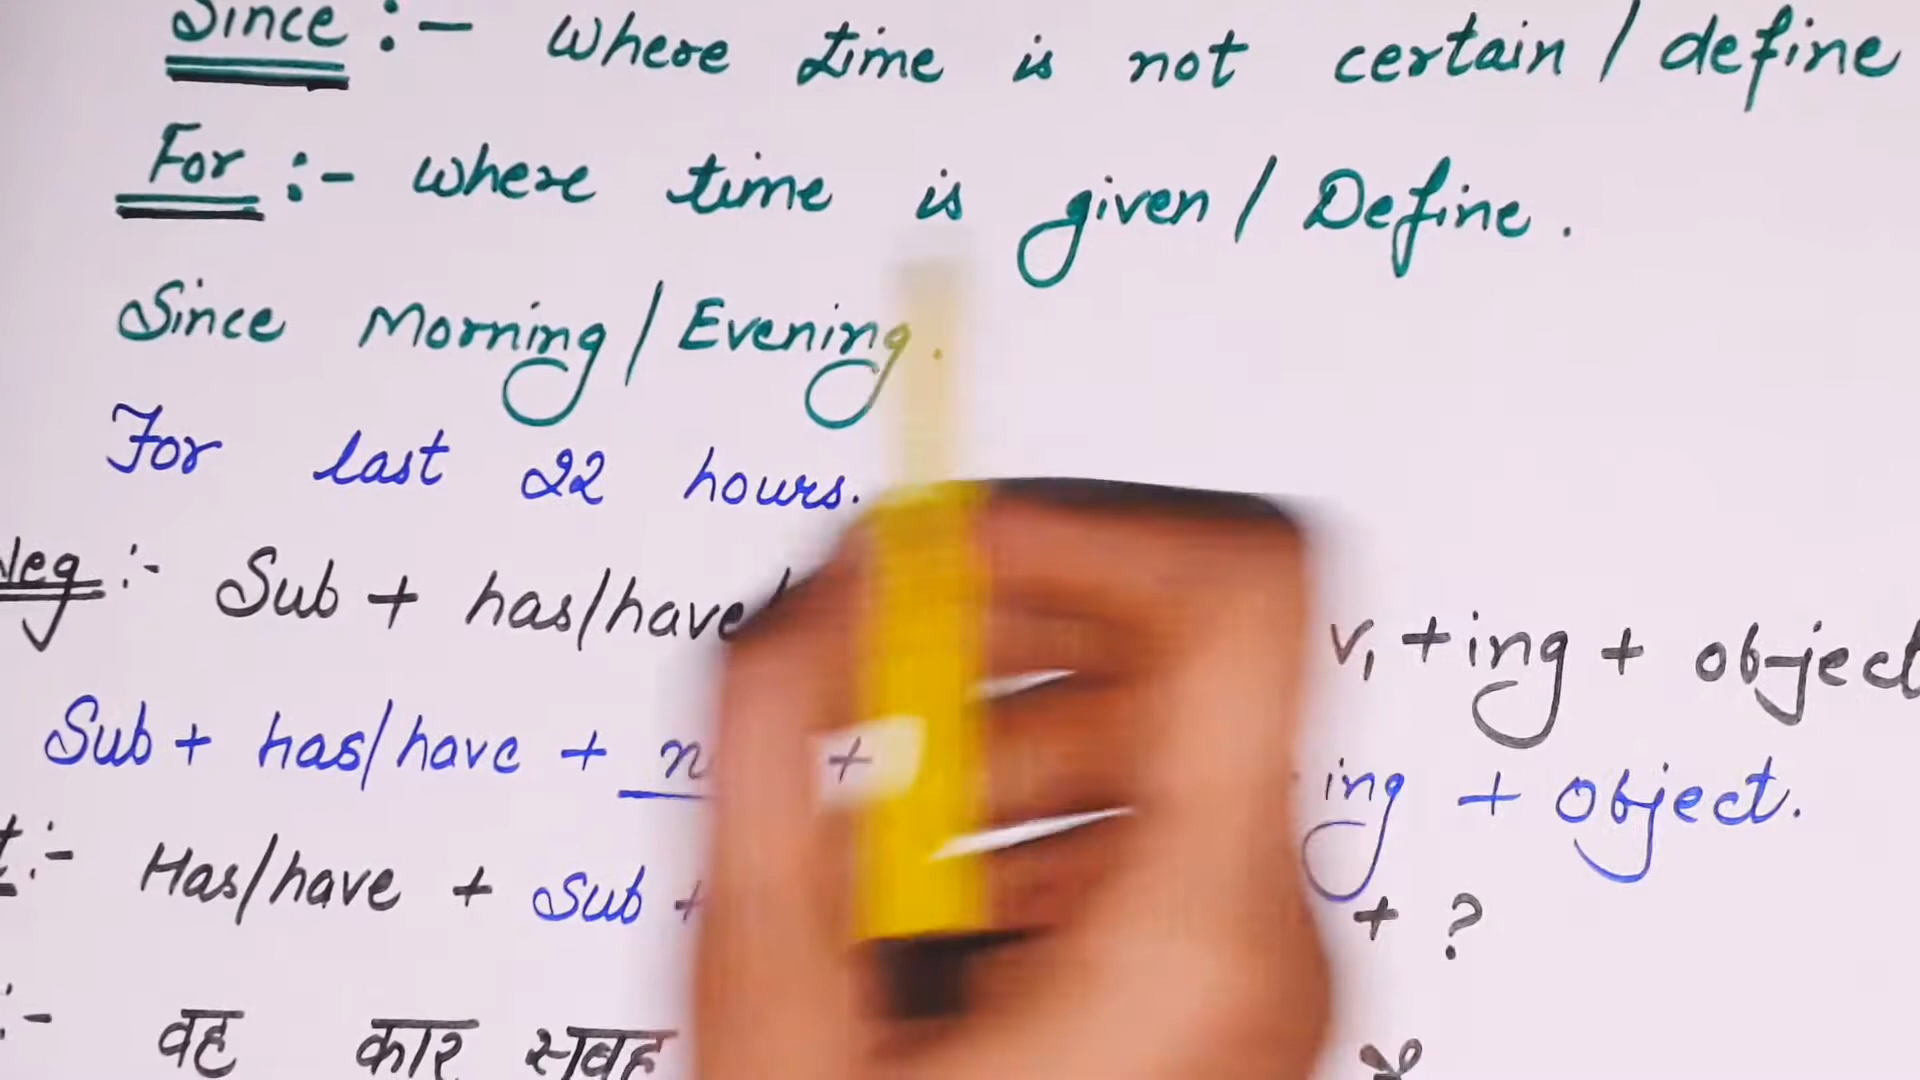 Since :- Where time is not certain / define
For :- Where time is given / Define .
Since Morning / Evening.
For last 22 hours.
Neg :- Sub + has/have V1 + ing + object
Sub + has/have + + ing + object.
:- Has/have + Sub + + ?
:- वह कार सुबह